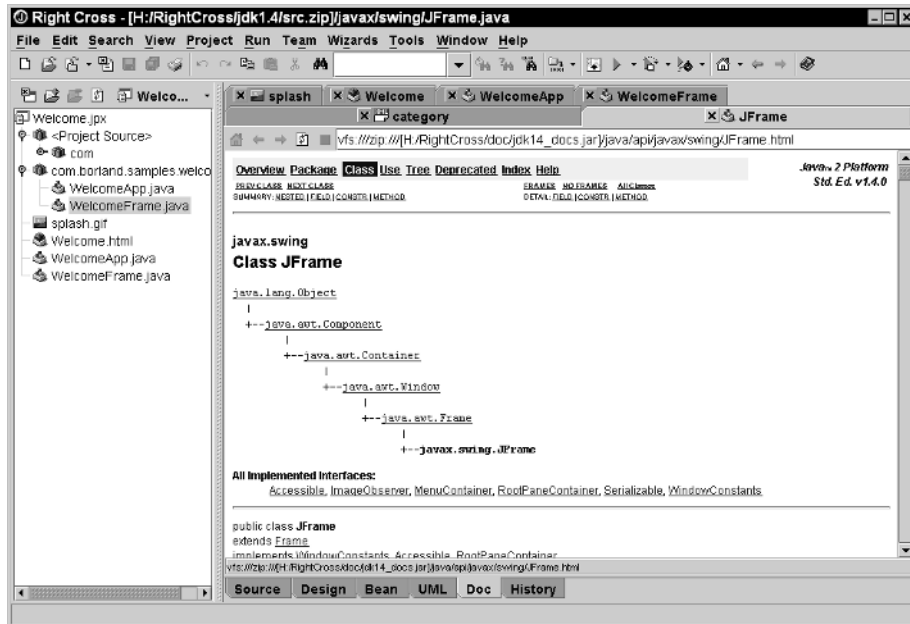 Right Cross - [H:/RightCross/jdk1.4/src.zip]/javax/swing/JFrame.java
File Edit Search View Project Run Team Wizards Tools Window Help
Welco...
splash Welcome WelcomeApp WelcomeFrame
category JFrame
vfs:///zip:///[H:/RightCross/doc/jdk14_docs.jar]/java/api/javax/swing/JFrame.html
Welcome.jpx
<Project Source>
com
com.borland.samples.welco
WelcomeApp.java
WelcomeFrame.java
splash.gif
Welcome.html
WelcomeApp.java
WelcomeFrame.java
Overview Package Class Use Tree Deprecated Index Help
Java™ 2 Platform
Std. Ed. v1.4.0
PREV CLASS NEXT CLASS
FRAMES NO FRAMES All Classes
SUMMARY: NESTED | FIELD | CONSTR | METHOD
DETAIL: FIELD | CONSTR | METHOD
javax.swing
Class JFrame
java.lang.Object
|
+--java.awt.Component
|
+--java.awt.Container
|
+--java.awt.Window
|
+--java.awt.Frame
|
+--javax.swing.JFrame
All Implemented Interfaces:
Accessible, ImageObserver, MenuContainer, RootPaneContainer, Serializable, WindowConstants
public class JFrame
extends Frame
implements WindowConstants, Accessible, RootPaneContainer
vfs:///zip:///[H:/RightCross/doc/jdk14_docs.jar]/java/api/javax/swing/JFrame.html
Source Design Bean UML Doc History